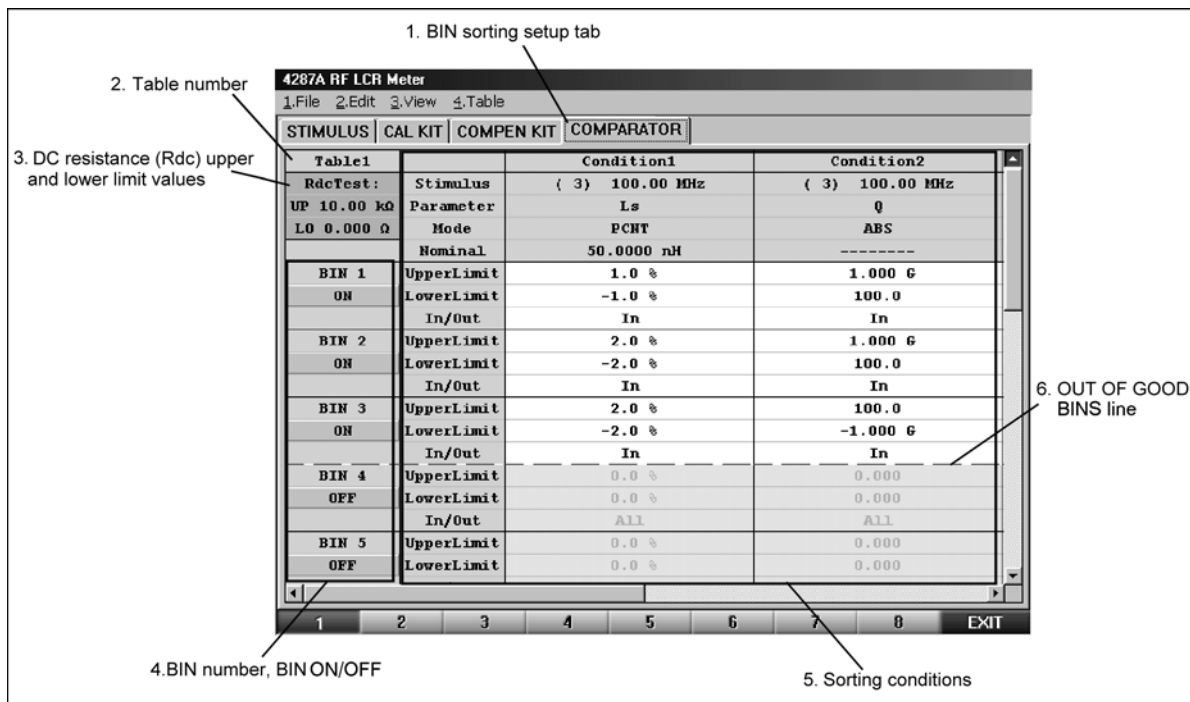 1. BIN sorting setup tab
2. Table number
3. DC resistance (Rdc) upper
and lower limit values
4287A RF LCR Meter
1.File 2.Edit 3.View 4.Table
STIMULUS CAL KIT COMPEN KIT COMPARATOR
Table1 Condition1 Condition2
RdcTest: Stimulus ( 3) 100.00 MHz ( 3) 100.00 MHz
UP 10.00 kΩ Parameter Ls Q
LO 0.000 Ω Mode PCNT ABS
Nominal 50.0000 nH --------
BIN 1 UpperLimit 1.0 % 1.000 G
ON LowerLimit -1.0 % 100.0
In/Out In In
BIN 2 UpperLimit 2.0 % 1.000 G
ON LowerLimit -2.0 % 100.0
In/Out In In
BIN 3 UpperLimit 2.0 % 100.0
ON LowerLimit -2.0 % -1.000 G
In/Out In In
BIN 4 UpperLimit 0.0 % 0.000
OFF LowerLimit 0.0 % 0.000
In/Out All All
BIN 5 UpperLimit 0.0 % 0.000
OFF LowerLimit 0.0 % 0.000
1 2 3 4 5 6 7 8 EXIT
6. OUT OF GOOD
BINS line
4.BIN number, BIN ON/OFF
5. Sorting conditions